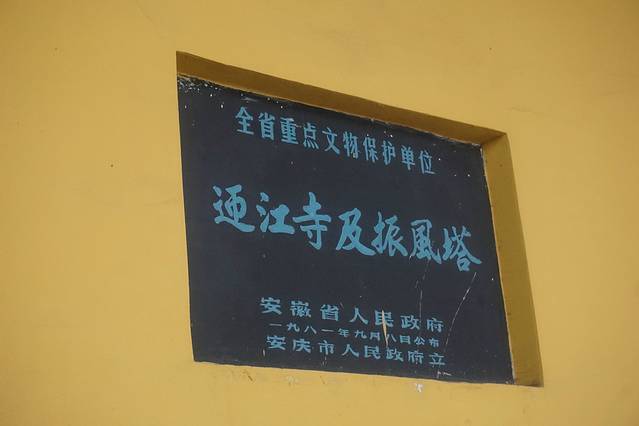 全省重点文物保护单位
迎江寺及振風塔
安徽省人民政府
一九八一年九月八日公布
安庆市人民政府立